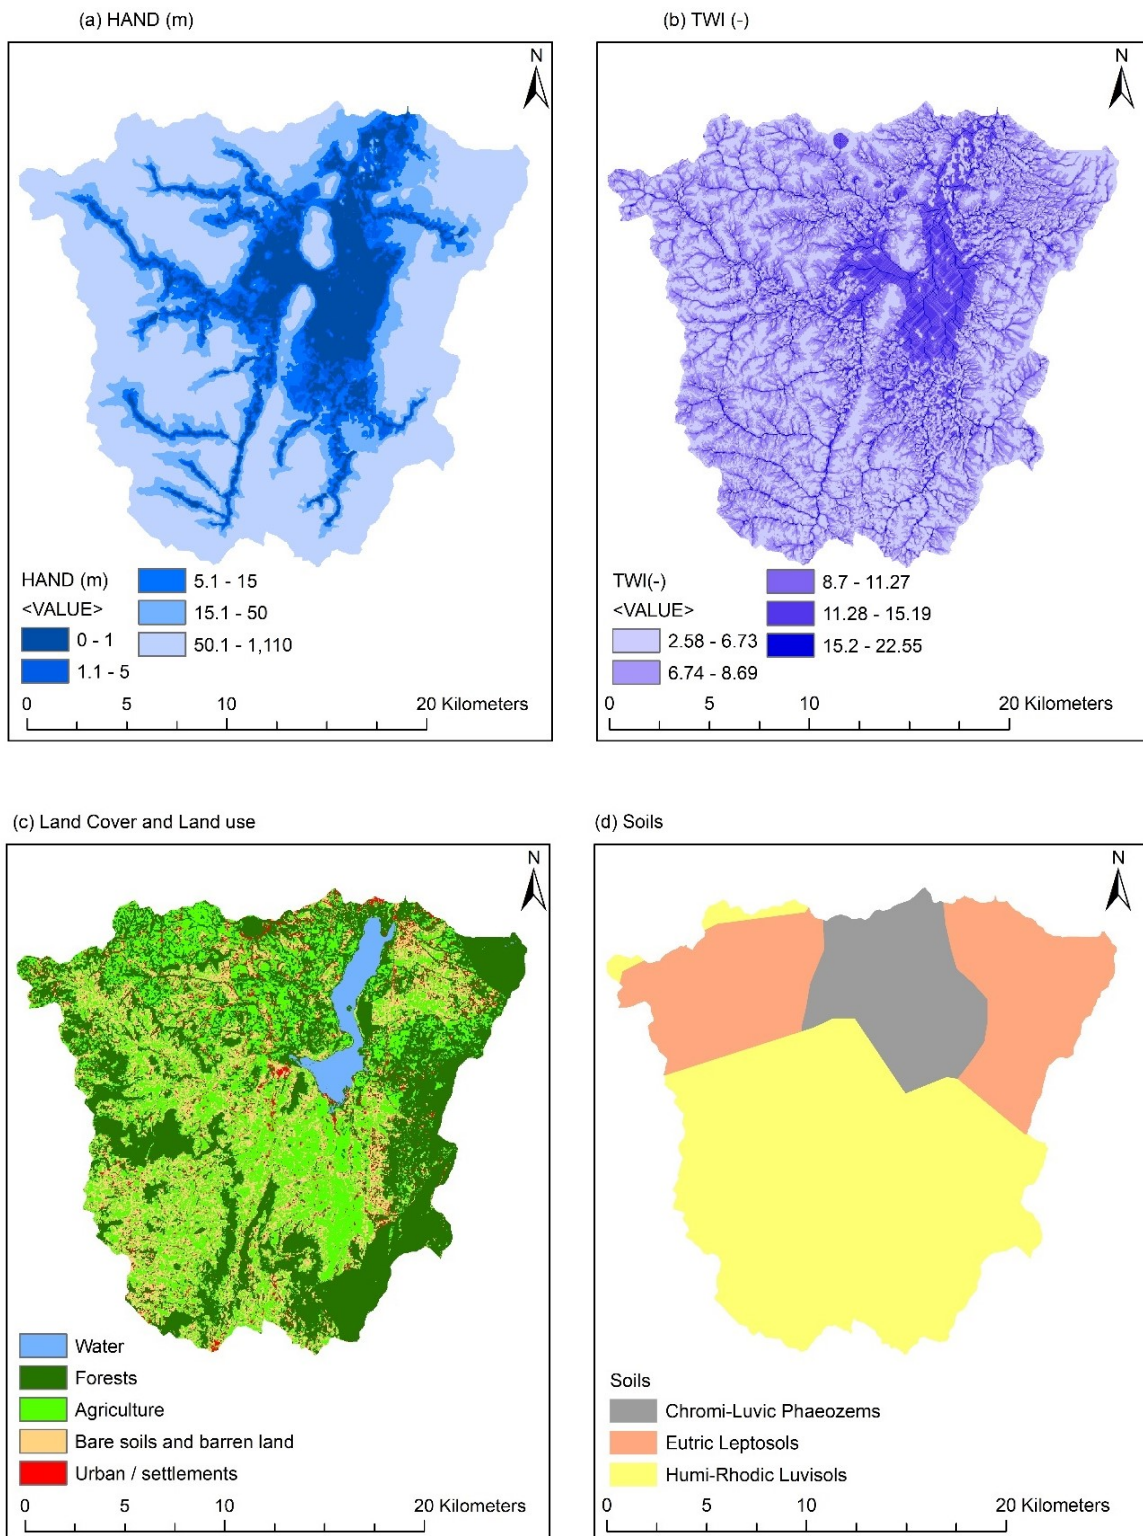 (a) HAND (m)
(b) TWI (-)
N
N
HAND (m)
<VALUE>
0 - 1
1.1 - 5
5.1 - 15
15.1 - 50
50.1 - 1,110
0 5 10 20 Kilometers
TWI(-)
<VALUE>
2.58 - 6.73
6.74 - 8.69
8.7 - 11.27
11.28 - 15.19
15.2 - 22.55
0 5 10 20 Kilometers
(c) Land Cover and Land use
(d) Soils
N
N
Water
Forests
Agriculture
Bare soils and barren land
Urban / settlements
0 5 10 20 Kilometers
Soils
Chromi-Luvic Phaeozems
Eutric Leptosols
Humi-Rhodic Luvisols
0 5 10 20 Kilometers